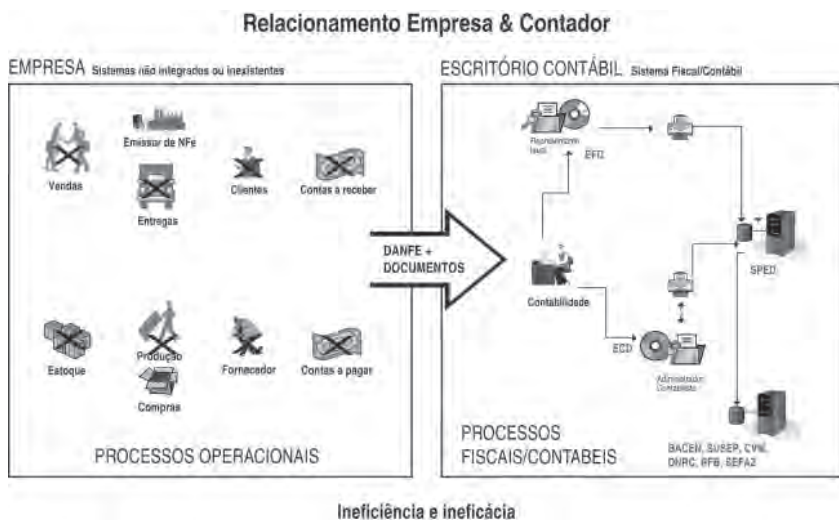 Relacionamento Empresa & Contador
EMPRESA Sistemas não integrados ou inexistentes
Vendas
Emissor de NFe
Entregas
Clientes
Contas a receber
Estoque
Produção
Compras
Fornecedor
Contas a pagar
PROCESSOS OPERACIONAIS
DANFE +
DOCUMENTOS
ESCRITÓRIO CONTÁBIL Sistema Fiscal/Contábil
EFD
Contabilidade
ECD
SPED
PROCESSOS
FISCAIS/CONTABEIS
BACEN, SUSEP, CVM,
DNRC, RFB, SEFAZ
Ineficiência e ineficácia